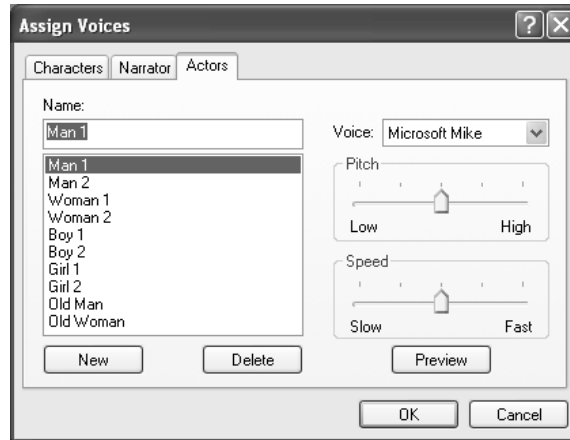 Assign Voices
Characters Narrator Actors
Name:
Man 1
Voice: Microsoft Mike
Man 1
Man 2
Woman 1
Woman 2
Boy 1
Boy 2
Girl 1
Girl 2
Old Man
Old Woman
Pitch
Low High
Speed
Slow Fast
New Delete Preview
OK Cancel